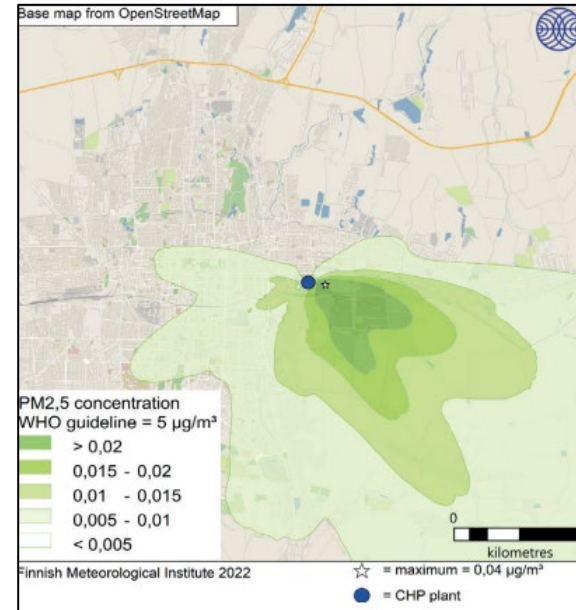 Base map from OpenStreetMap
PM2,5 concentration
WHO guideline = 5 µg/m³
> 0,02
0,015 - 0,02
0,01 - 0,015
0,005 - 0,01
< 0,005
0
kilometres
Finnish Meteorological Institute 2022
☆ = maximum = 0,04 µg/m³
= CHP plant